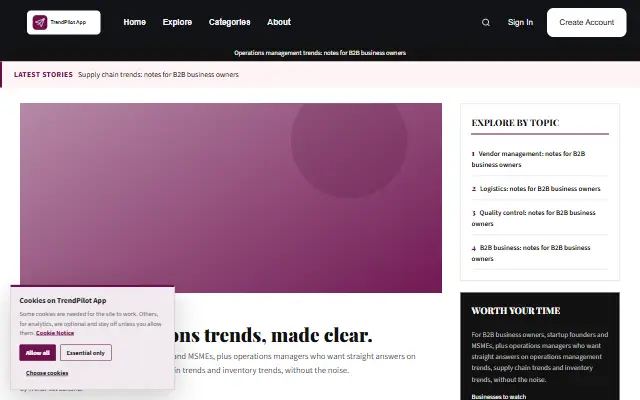 TrendPilot App
Home
Explore
Categories
About
Sign In
Create Account
Operations management trends: notes for B2B business owners
LATEST STORIES Supply chain trends: notes for B2B business owners
EXPLORE BY TOPIC
1 Vendor management: notes for B2B
business owners
2 Logistics: notes for B2B business owners
3 Quality control: notes for B2B business
owners
4 B2B business: notes for B2B business
owners
WORTH YOUR TIME
For B2B business owners, startup founders and
MSMEs, plus operations managers who want
straight answers on operations management
trends, supply chain trends and inventory
trends, without the noise.
Businesses to watch
Cookies on TrendPilot App
Some cookies are needed for the site to work. Others,
for analytics, are optional and stay off unless you allow
them. Cookie Notice
Allow all
Essential only
Choose cookies
ons trends, made clear.
and MSMEs, plus operations managers who want straight answers on
in trends and inventory trends, without the noise.